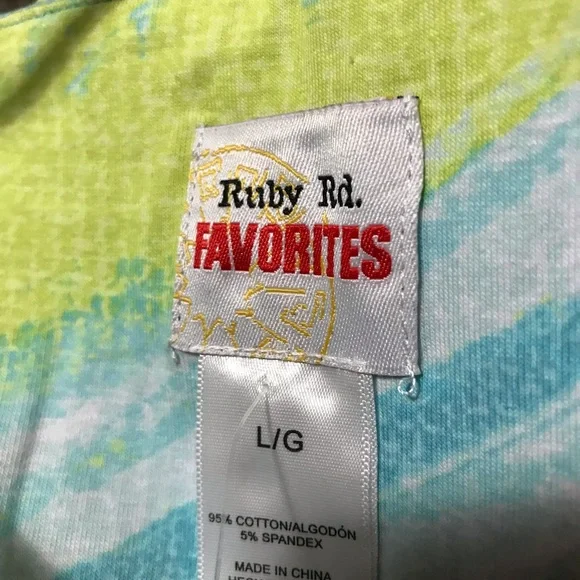 Ruby Rd.
FAVORITES
L/G
95% COTTON/ALGODÓN
5% SPANDEX
MADE IN CHINA